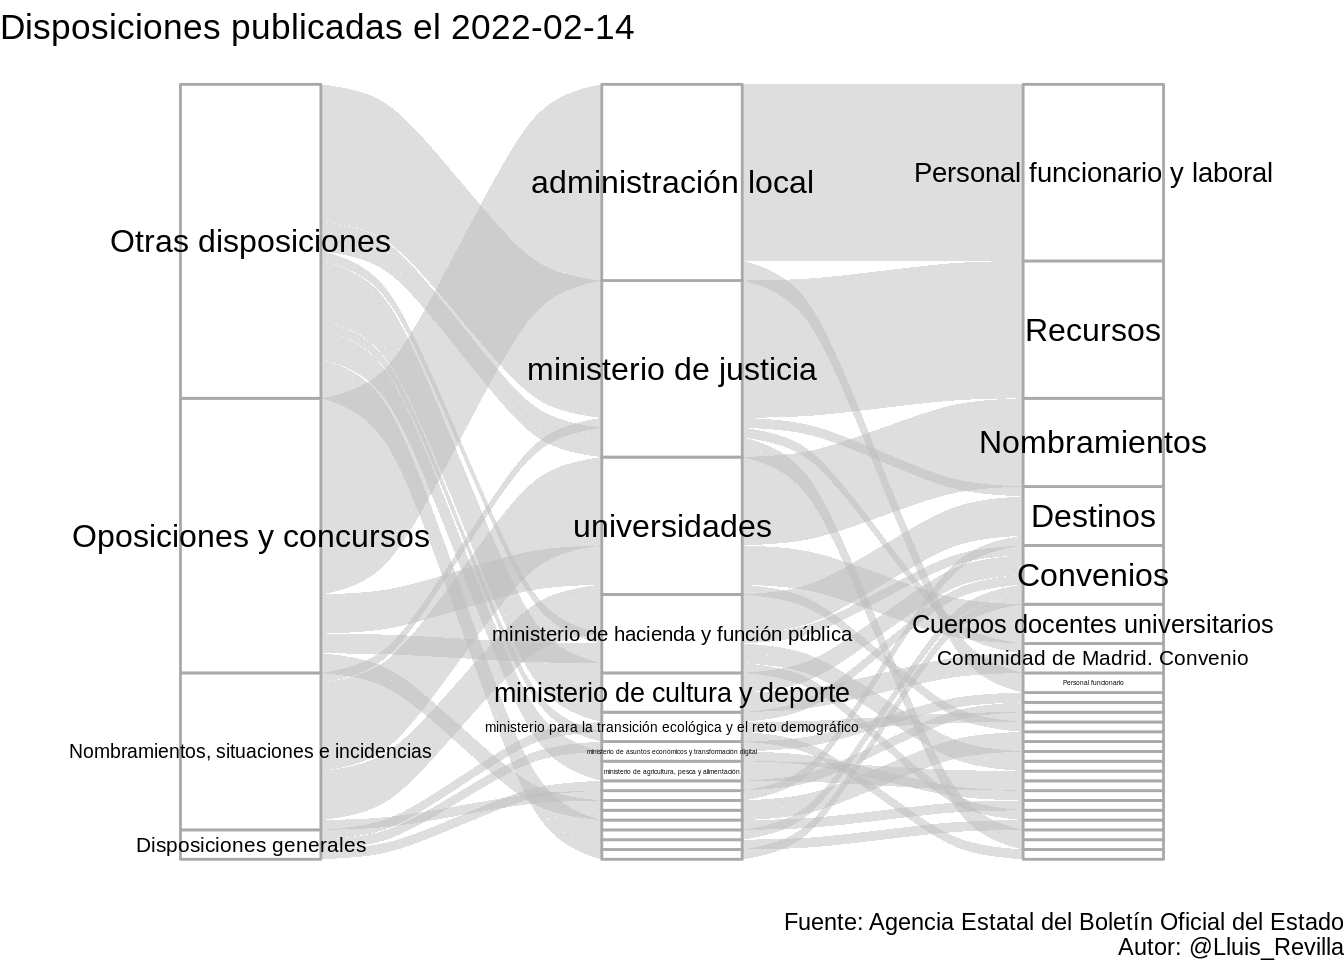 Disposiciones publicadas el 2022-02-14
Otras disposiciones
Oposiciones y concursos
Nombramientos, situaciones e incidencias
Disposiciones generales
administración local
ministerio de justicia
universidades
ministerio de hacienda y función pública
ministerio de cultura y deporte
ministerio para la transición ecológica y el reto demográfico
ministerio de asuntos económicos y transformación digital
ministerio de agricultura, pesca y alimentación
Personal funcionario y laboral
Recursos
Nombramientos
Destinos
Convenios
Cuerpos docentes universitarios
Comunidad de Madrid. Convenio
Personal funcionario
Fuente: Agencia Estatal del Boletín Oficial del Estado
Autor: @Lluis_Revilla